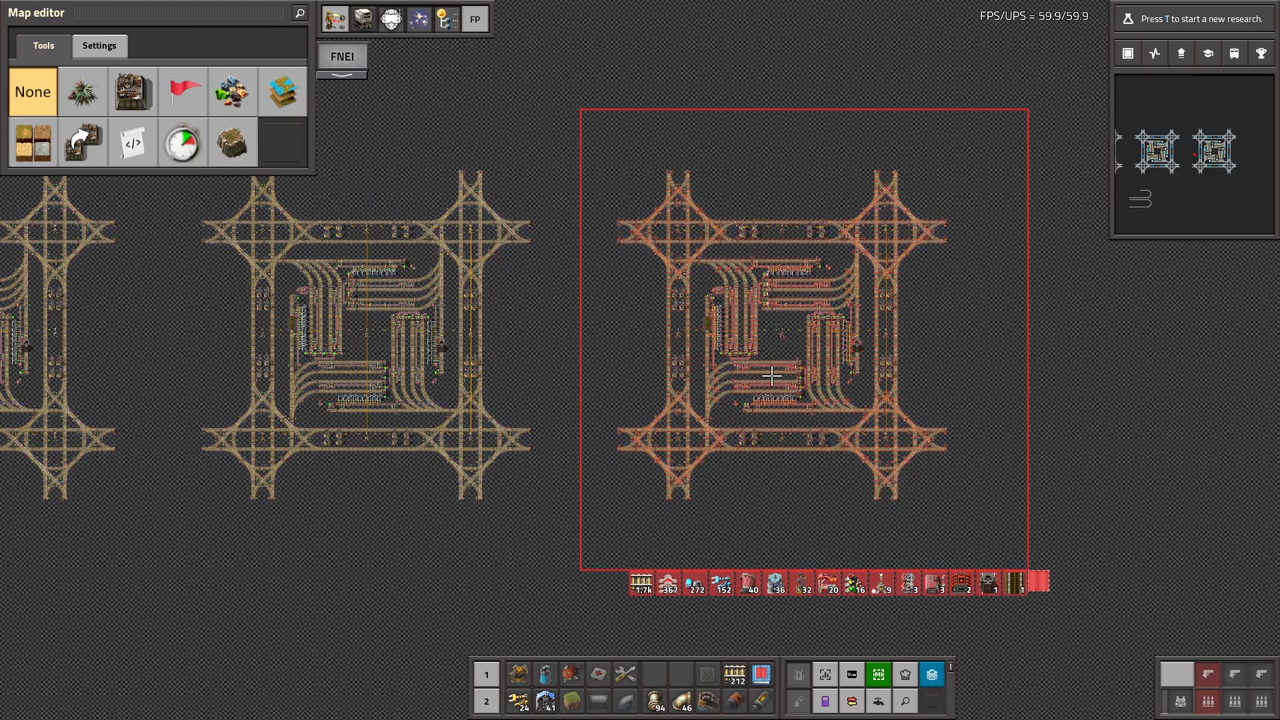 Map editor
FP
FPS/UPS = 59.9/59.9
Press T to start a new research.
Tools
Settings
FNEI
None
</>
1.7k
367
272
152
40
36
32
20
16
9
3
3
2
1
1
1
212
2
24
41
94
46